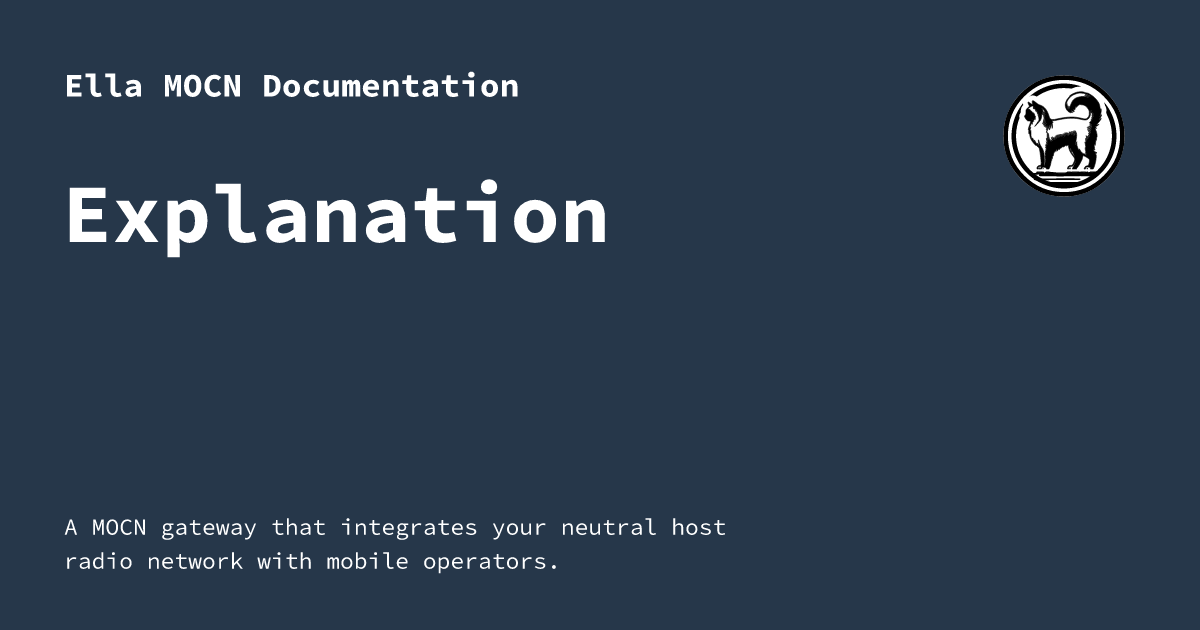 Ella MOCN Documentation
Explanation
A MOCN gateway that integrates your neutral host
radio network with mobile operators.